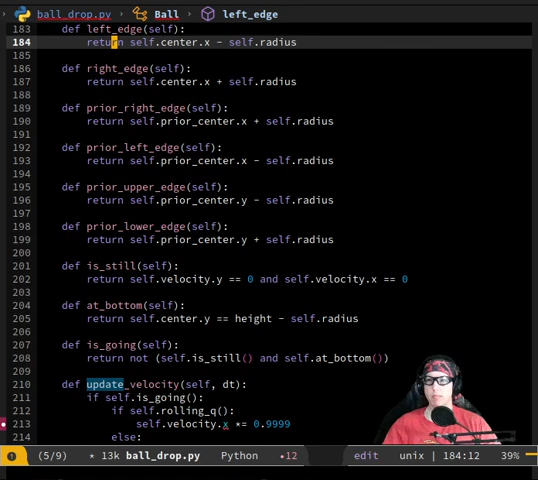 ball_drop.py > Ball > left_edge
183 def left_edge(self):
184 return self.center.x - self.radius
185
186 def right_edge(self):
187 return self.center.x + self.radius
188
189 def prior_right_edge(self):
190 return self.prior_center.x + self.radius
191
192 def prior_left_edge(self):
193 return self.prior_center.x - self.radius
194
195 def prior_upper_edge(self):
196 return self.prior_center.y - self.radius
197
198 def prior_lower_edge(self):
199 return self.prior_center.y + self.radius
200
201 def is_still(self):
202 return self.velocity.y == 0 and self.velocity.x == 0
203
204 def at_bottom(self):
205 return self.center.y == height - self.radius
206
207 def is_going(self):
208 return not (self.is_still() and self.at_bottom())
209
210 def update_velocity(self, dt):
211 if self.is_going():
212 if self.rolling_q():
213 self.velocity.x *= 0.9999
214 else:
(5/9) * 13k ball_drop.py Python •12 edit unix | 184:12 39%